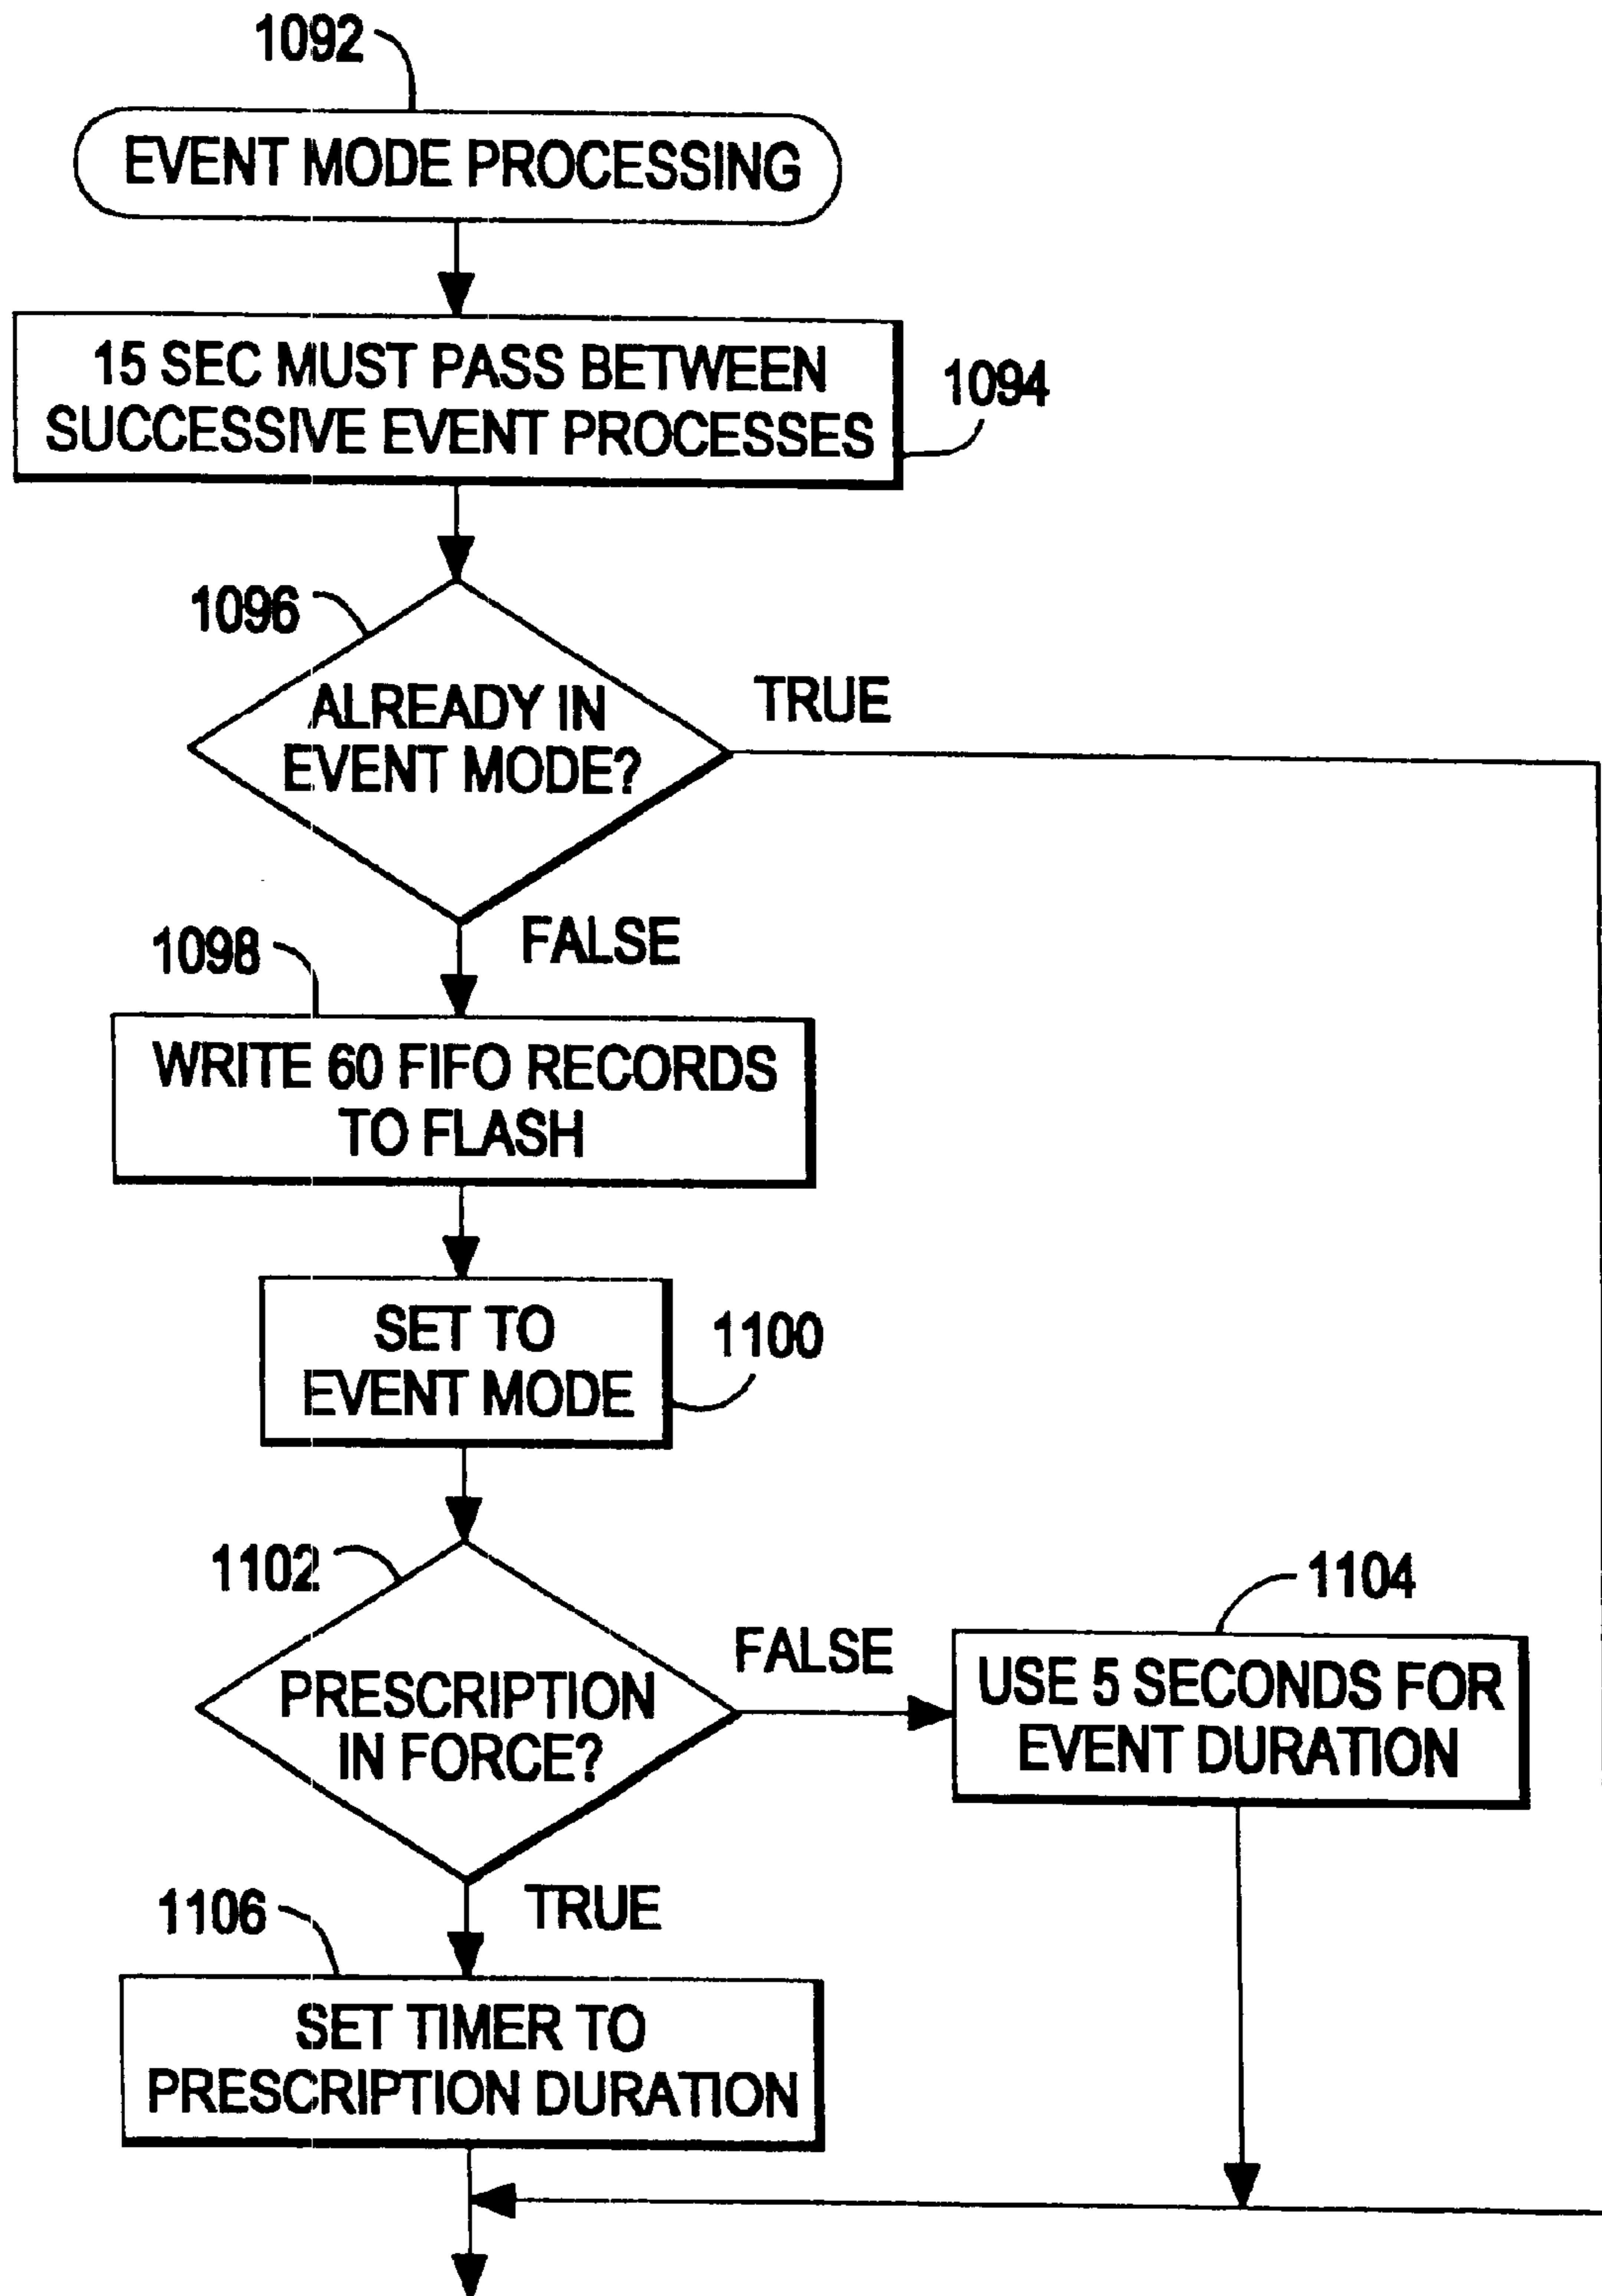 1092
EVENT MODE PROCESSING
15 SEC MUST PASS BETWEEN
SUCCESSIVE EVENT PROCESSES
1094
1096
ALREADY IN
EVENT MODE?
TRUE
FALSE
1098
WRITE 60 FIFO RECORDS
TO FLASH
SET TO
EVENT MODE
1100
1102
PRESCRIPTION
IN FORCE?
FALSE
1104
USE 5 SECONDS FOR
EVENT DURATION
TRUE
1106
SET TIMER TO
PRESCRIPTION DURATION